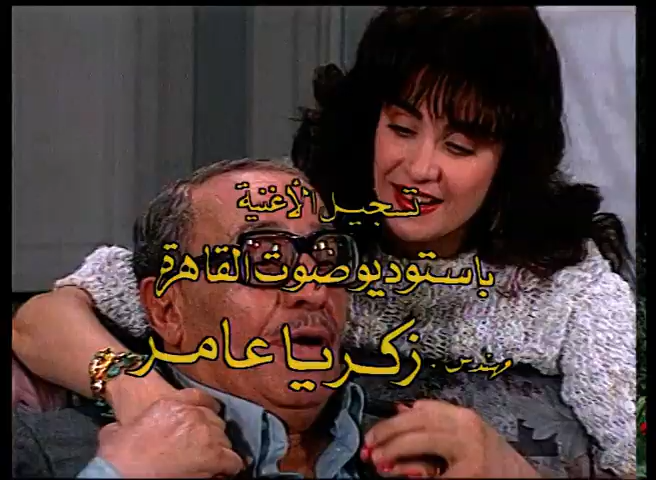 تسجيل الأغنية
باستوديو صوت القاهرة
مهندس . زكريا عامر